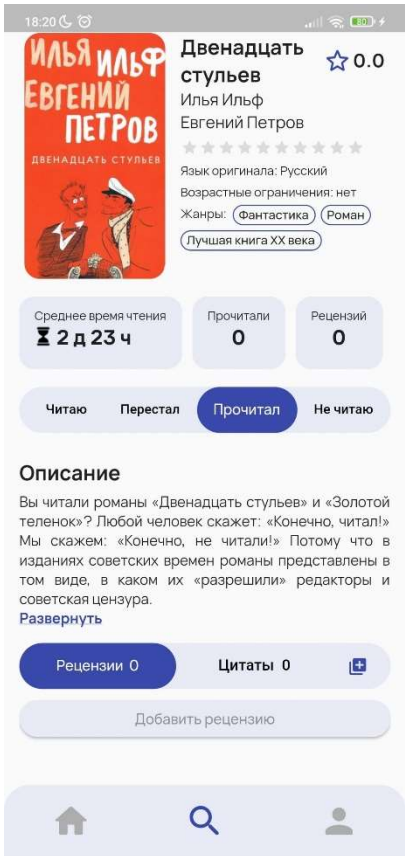 18:20
80
ИЛЬЯ ИЛЬФ
ЕВГЕНИЙ
ПЕТРОВ
ДВЕНАДЦАТЬ СТУЛЬЕВ
Двенадцать
стульев
0.0
Илья Ильф
Евгений Петров
Язык оригинала: Русский
Возрастные ограничения: нет
Жанры: Фантастика Роман
Лучшая книга XX века
Среднее время чтения
2 д 23 ч
Прочитали
0
Рецензий
0
Читаю Перестал Прочитал Не читаю
Описание
Вы читали романы «Двенадцать стульев» и «Золотой
теленок»? Любой человек скажет: «Конечно, читал!»
Мы скажем: «Конечно, не читали!» Потому что в
изданиях советских времен романы представлены в
том виде, в каком их «разрешили» редакторы и
советская цензура.
Развернуть
Рецензии 0 Цитаты 0
Добавить рецензию